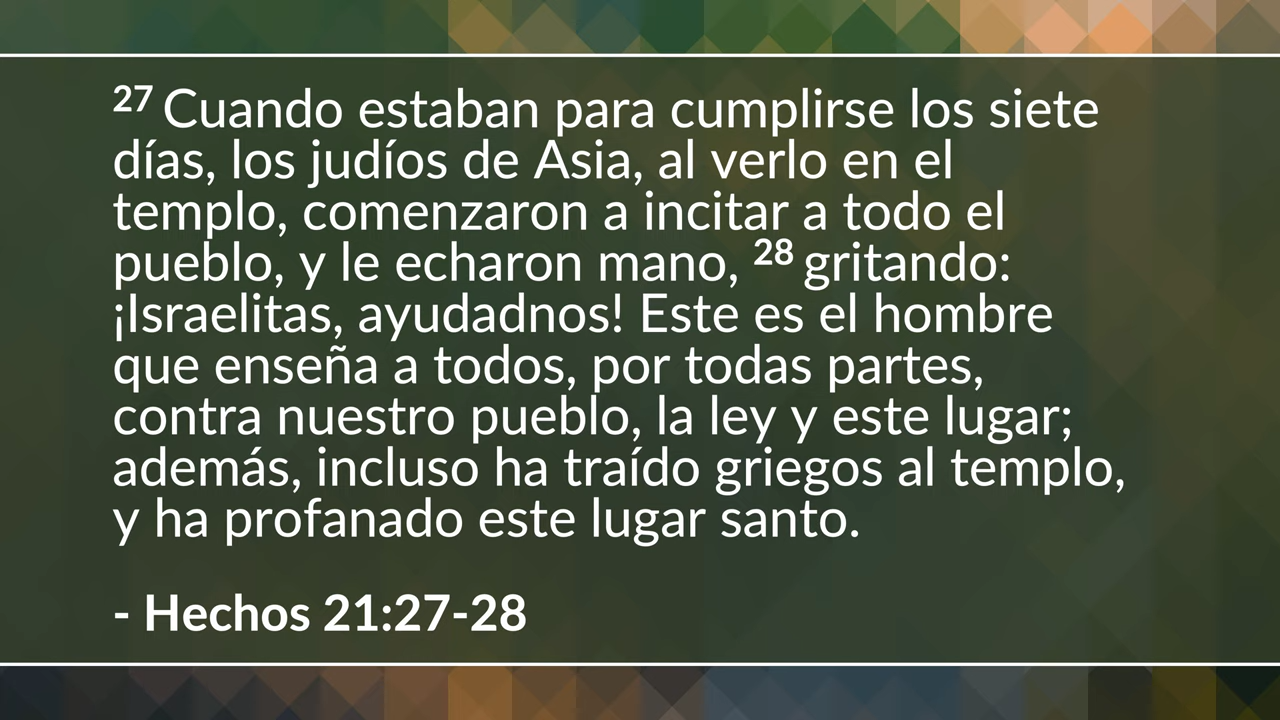 27 Cuando estaban para cumplirse los siete
días, los judíos de Asia, al verlo en el
templo, comenzaron a incitar a todo el
pueblo, y le echaron mano, 28 gritando:
¡Israelitas, ayudadnos! Este es el hombre
que enseña a todos, por todas partes,
contra nuestro pueblo, la ley y este lugar;
además, incluso ha traído griegos al templo,
y ha profanado este lugar santo.
- Hechos 21:27-28